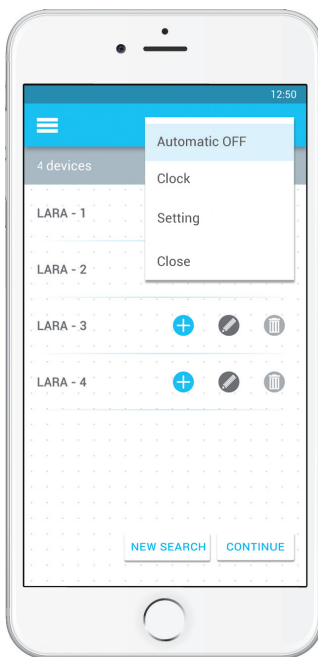 12:50
Automatic OFF
4 devices
Clock
LARA - 1
Setting
LARA - 2
Close
LARA - 3
LARA - 4
NEW SEARCH
CONTINUE